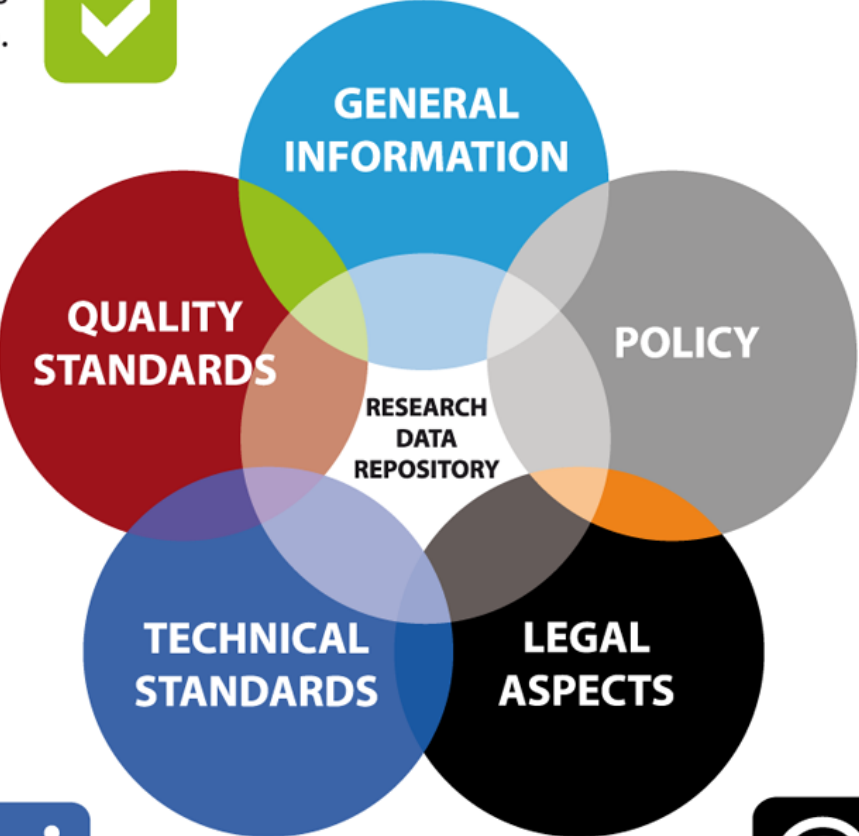 GENERAL
INFORMATION
QUALITY
STANDARDS
POLICY
RESEARCH
DATA
REPOSITORY
TECHNICAL
STANDARDS
LEGAL
ASPECTS